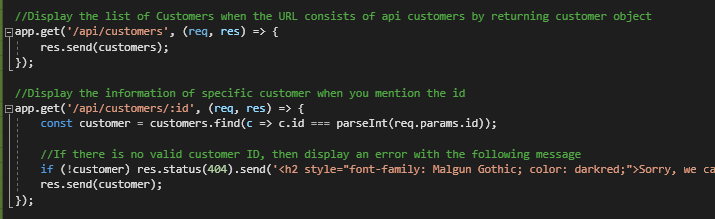 //Display the list of Customers when the URL consists of api customers by returning customer object
app.get('/api/customers', (req, res) => {
    res.send(customers);
});

//Display the information of specific customer when you mention the id
app.get('/api/customers/:id', (req, res) => {
    const customer = customers.find(c => c.id === parseInt(req.params.id));

    //If there is no valid customer ID, then display an error with the following message
    if (!customer) res.status(404).send('<h2 style="font-family: Malgun Gothic; color: darkred;">Sorry, we ca
    res.send(customer);
});